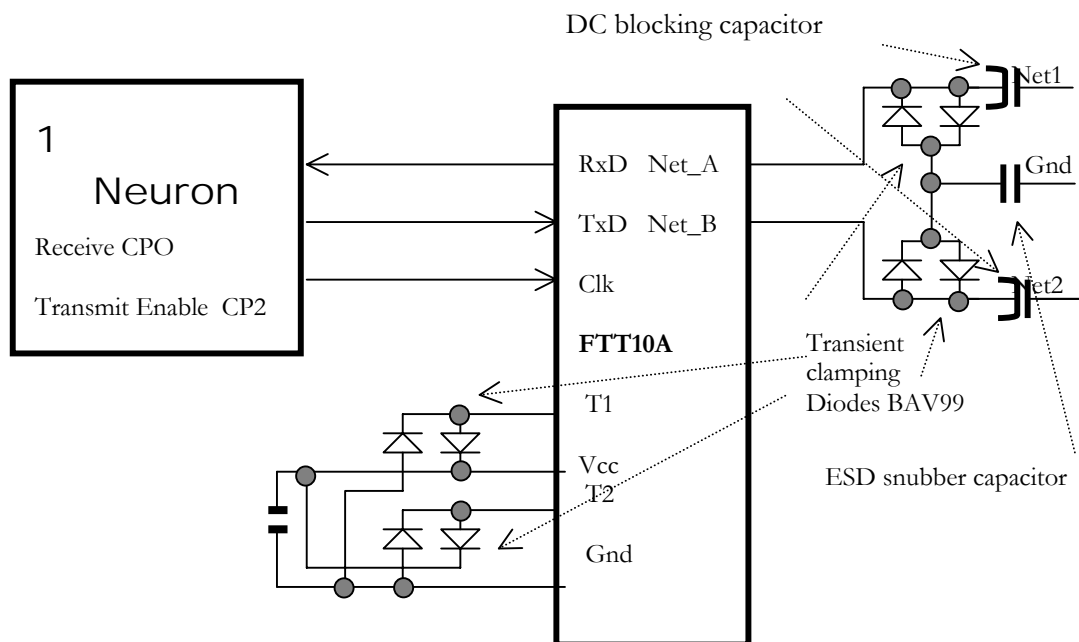 DC blocking capacitor
Net1
1
Neuron
Receive CPO
Transmit Enable CP2
RxD Net_A
TxD Net_B
Clk
FTT10A
Gnd
Net2
Transient
clamping
Diodes BAV99
ESD snubber capacitor
T1
Vcc
T2
Gnd